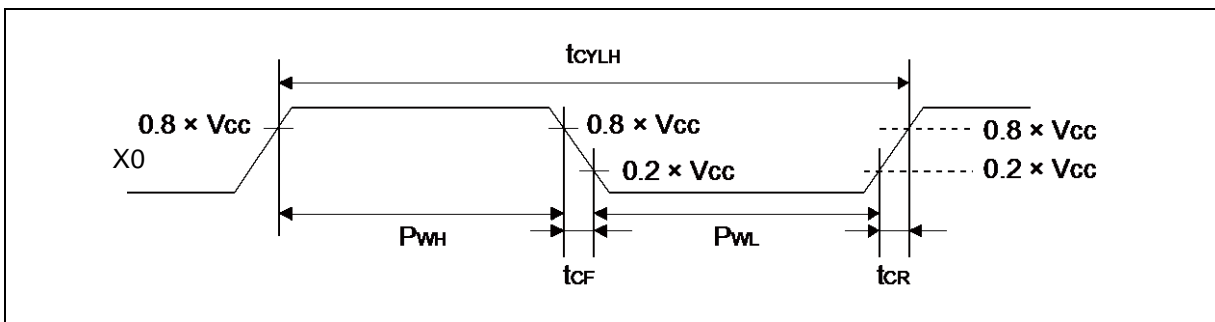 tCYLH
0.8 × Vcc
0.8 × Vcc
0.8 × Vcc
X0
0.2 × Vcc
0.2 × Vcc
PWH
PWL
tCF
tCR